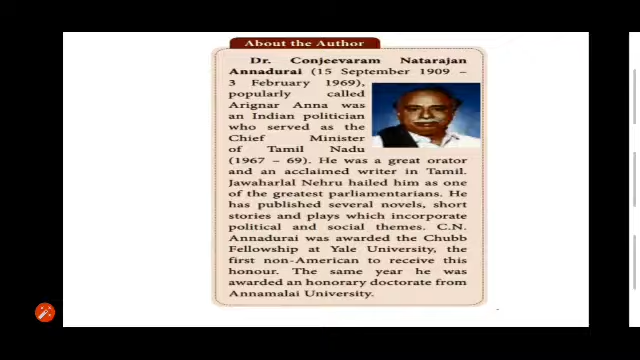 About the Author
Dr. Conjeevaram Natarajan
Annadurai (15 September 1909 –
3 February 1969),
popularly called
Arignar Anna was
an Indian politician
who served as the
Chief Minister
of Tamil Nadu
(1967 – 69). He was a great orator
and an acclaimed writer in Tamil.
Jawaharlal Nehru hailed him as one
of the greatest parliamentarians. He
has published several novels, short
stories and plays which incorporate
political and social themes. C.N.
Annadurai was awarded the Chubb
Fellowship at Yale University, the
first non-American to receive this
honour. The same year he was
awarded an honorary doctorate from
Annamalai University.